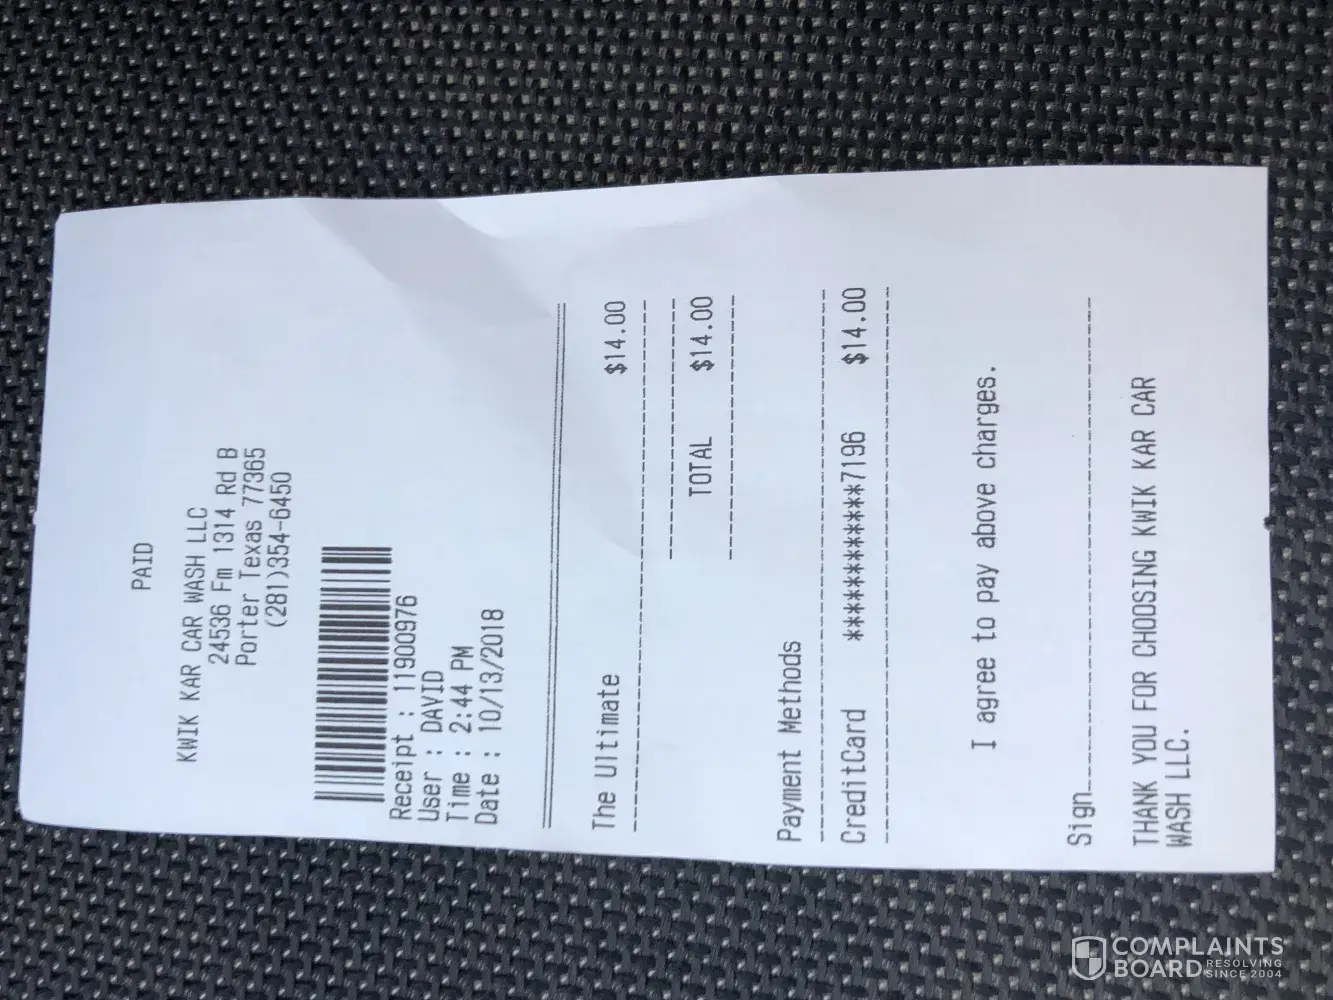 PAID
KWIK KAR CAR WASH LLC
24536 Fm 1314 Rd B
Porter Texas 77365
(281)354-6450
Receipt : 11900976
User : DAVID
Time : 2:44 PM
Date : 10/13/2018
The Ultimate $14.00
TOTAL $14.00
Payment Methods
CreditCard ************7196 $14.00
I agree to pay above charges.
Sign
THANK YOU FOR CHOOSING KWIK KAR CAR
WASH LLC.
COMPLAINTS
BOARD RESOLVING
SINCE 2004